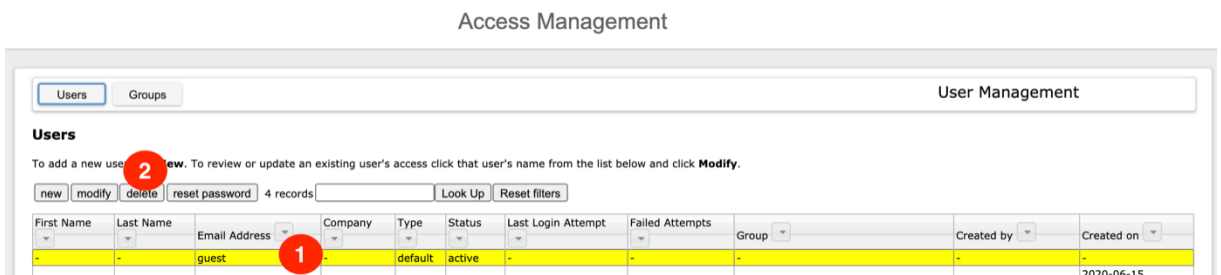 Access Management
Users Groups User Management
Users
To add a new use 2 ew. To review or update an existing user's access click that user's name from the list below and click Modify.
new modify delete reset password 4 records Look Up Reset filters
First Name Last Name Email Address Company Type Status Last Login Attempt Failed Attempts Group Created by Created on
- - guest 1 - default active - - - - -
2020-06-15